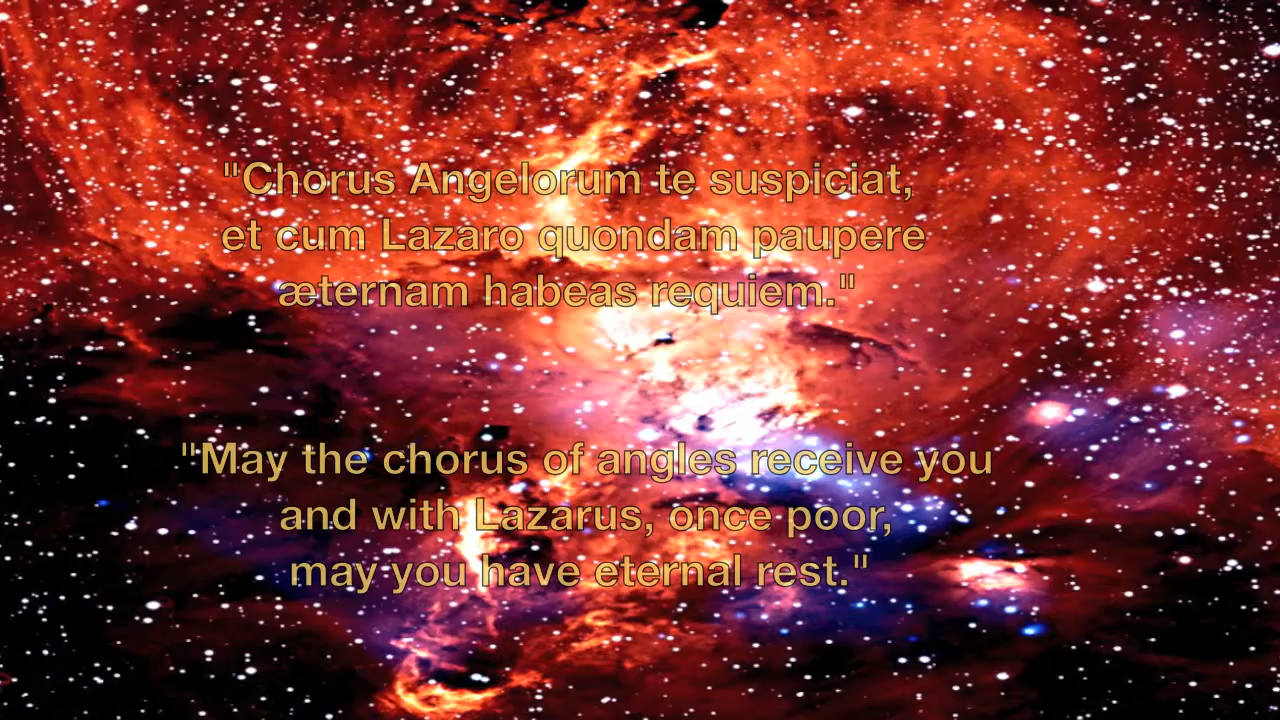 "Chorus Angelorum te suspiciat,
et cum Lazaro quondam paupere
æternam habeas requiem."
"May the chorus of angles receive you
and with Lazarus, once poor,
may you have eternal rest."